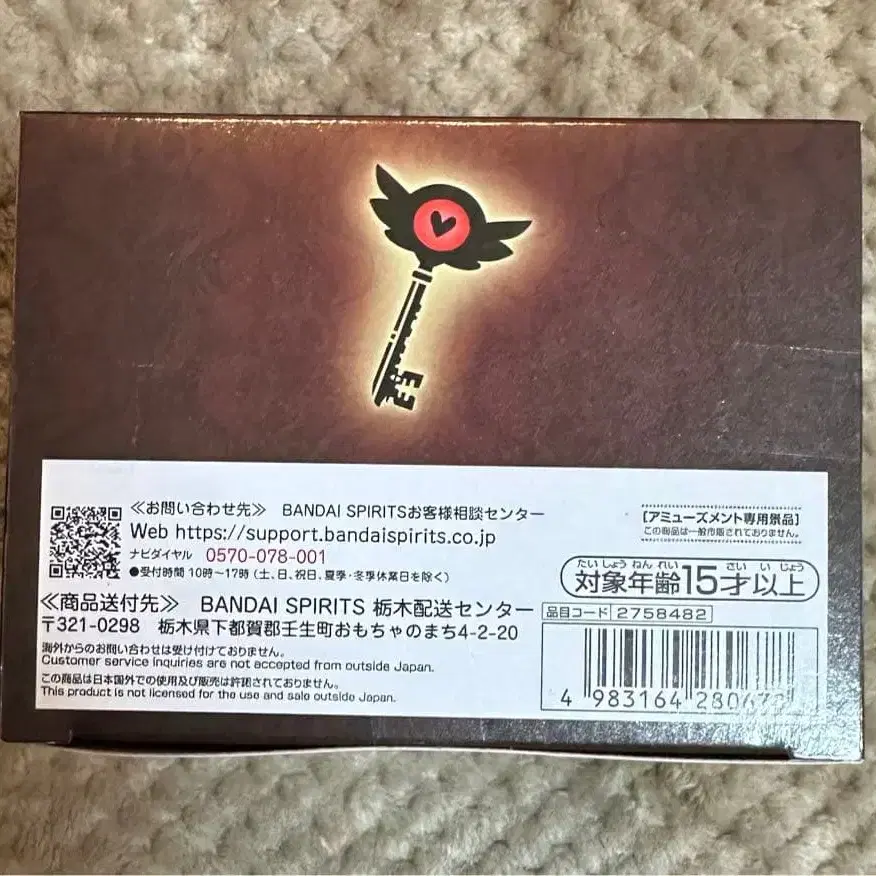 ≪お問い合わせ先≫ BANDAI SPIRITSお客様相談センター
Web https://support.bandaispirits.co.jp
ナビダイヤル 0570-078-001
●受付時間 10時～17時（土、日、祝日、夏季・冬季休業日を除く）
≪商品送付先≫ BANDAI SPIRITS 栃木配送センター
〒321-0298 栃木県下都賀郡壬生町おもちゃのまち4-2-20
海外からのお問い合わせは受け付けておりません。
Customer service inquiries are not accepted from outside Japan.
この商品は日本国外での使用及び販売は許諾されておりません。
This product is not licensed for the use and sale outside Japan.
【アミューズメント専用景品】
この商品は一般市販されておりません。
たいしょうねんれい さいいじょう
対象年齢15才以上
品目コード 2758482
4 983164